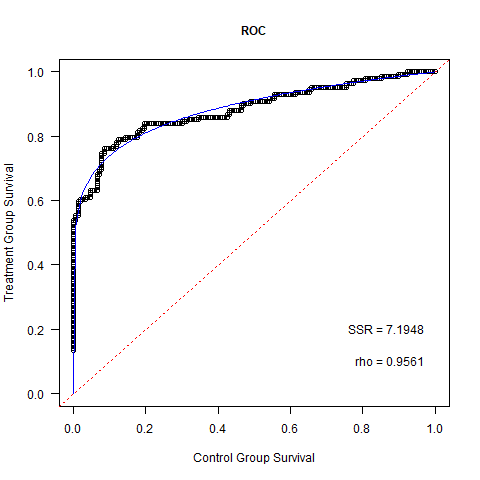 ROC
Treatment Group Survival
1.0
0.8
0.6
0.4
0.2
0.0
SSR = 7.1948
rho = 0.9561
0.0 0.2 0.4 0.6 0.8 1.0
Control Group Survival